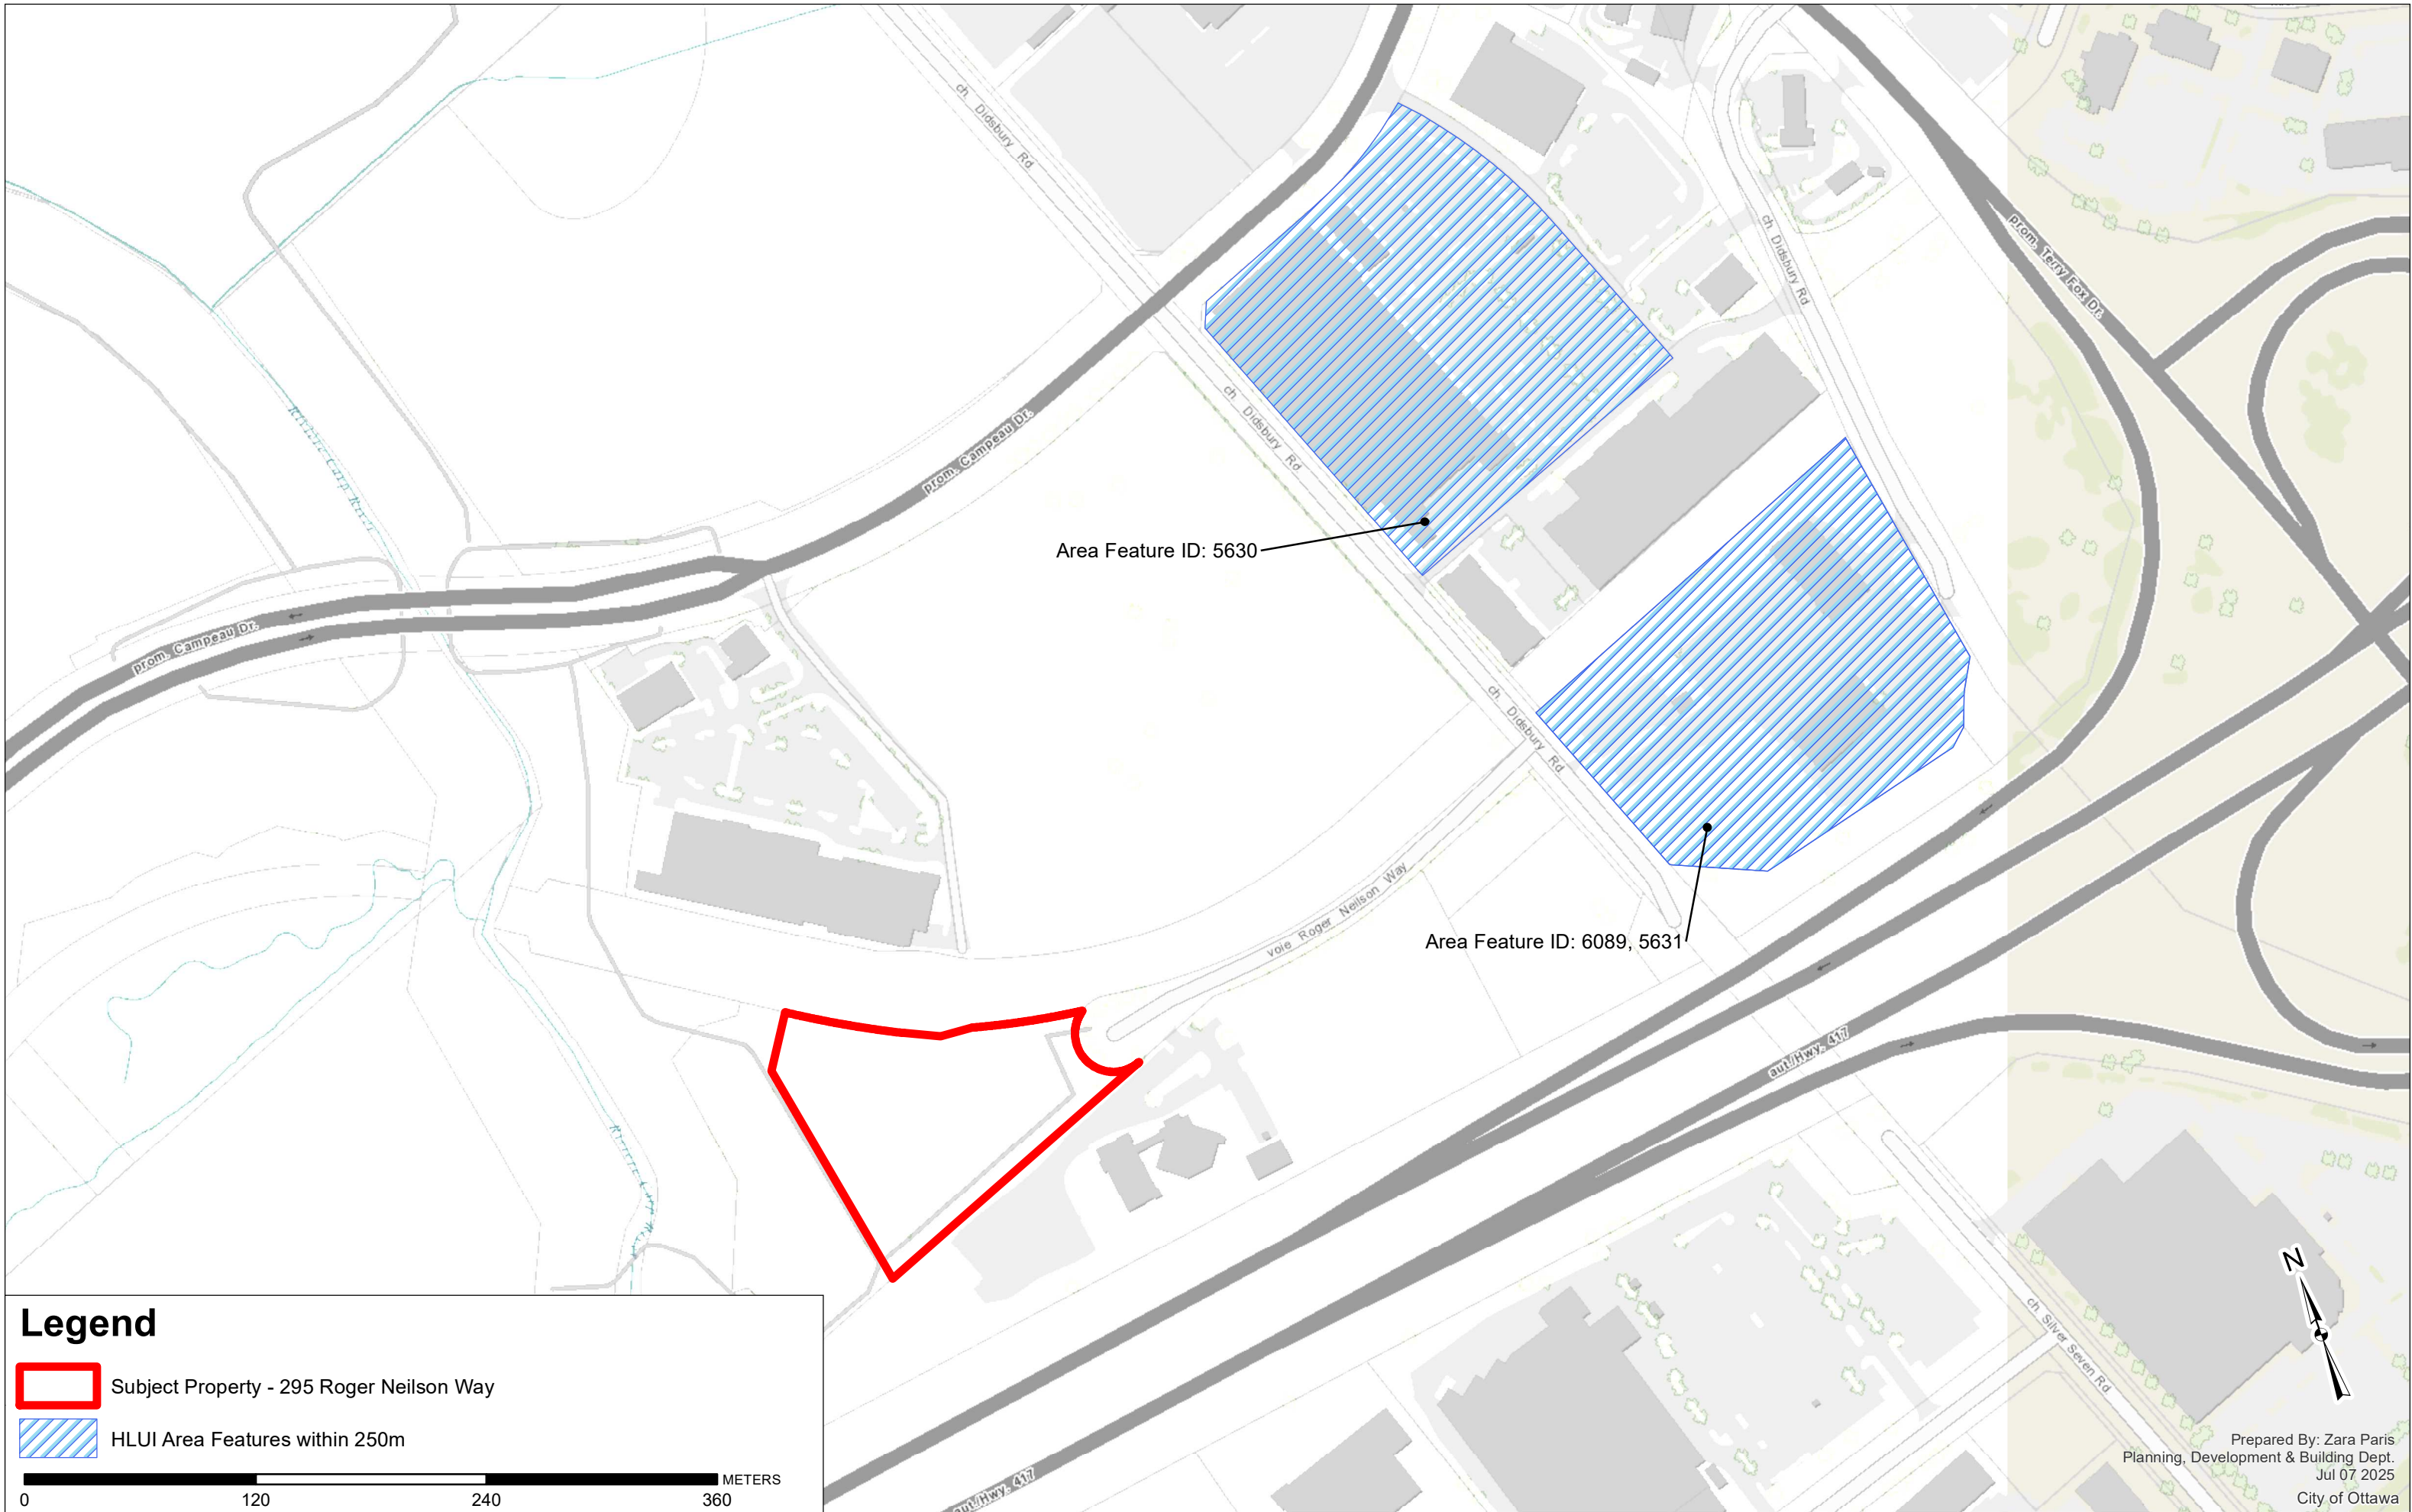 ch Didsbury Rd
ch Didsbury Rd
prom. Terry Fox Dr.
ch Didsbury Rd
prom. Campeau Dr.
Area Feature ID: 5630
prom. Campeau Dr.
ch Didsbury Rd
voie Roger Neilson Way
Area Feature ID: 6089, 5631
aut./Hwy. 417
ch Silver Seven Rd
aut./Hwy. 417
N
Legend
Subject Property - 295 Roger Neilson Way
HLUI Area Features within 250m
METERS
0 120 240 360
Prepared By: Zara Paris
Planning, Development & Building Dept.
Jul 07 2025
City of Ottawa